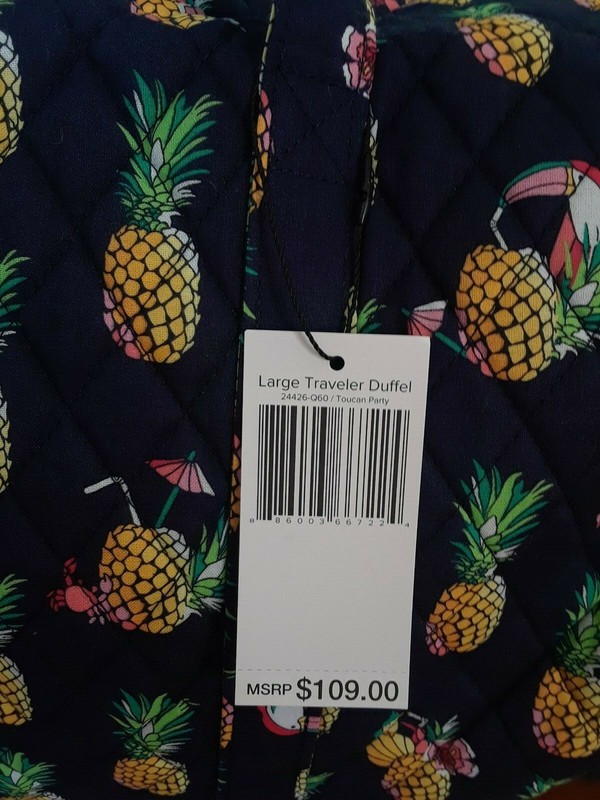 Large Traveler Duffel
24426-Q60 / Toucan Party
8 86003 66722 4
MSRP $109.00